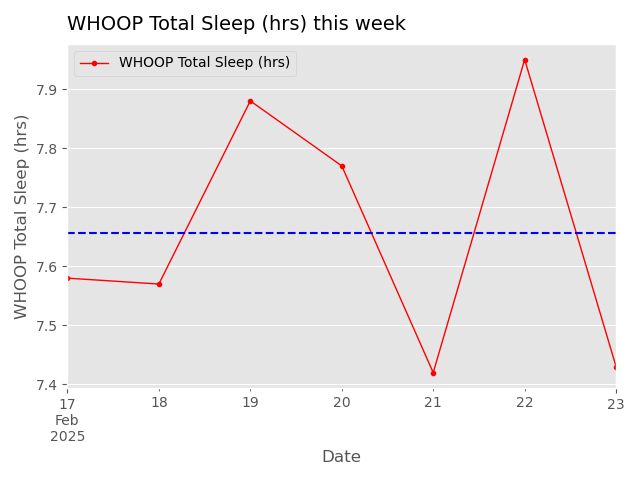 WHOOP Total Sleep (hrs) this week
WHOOP Total Sleep (hrs)
WHOOP Total Sleep (hrs)
7.9
7.8
7.7
7.6
7.5
7.4
17 18 19 20 21 22 23
Feb
2025
Date